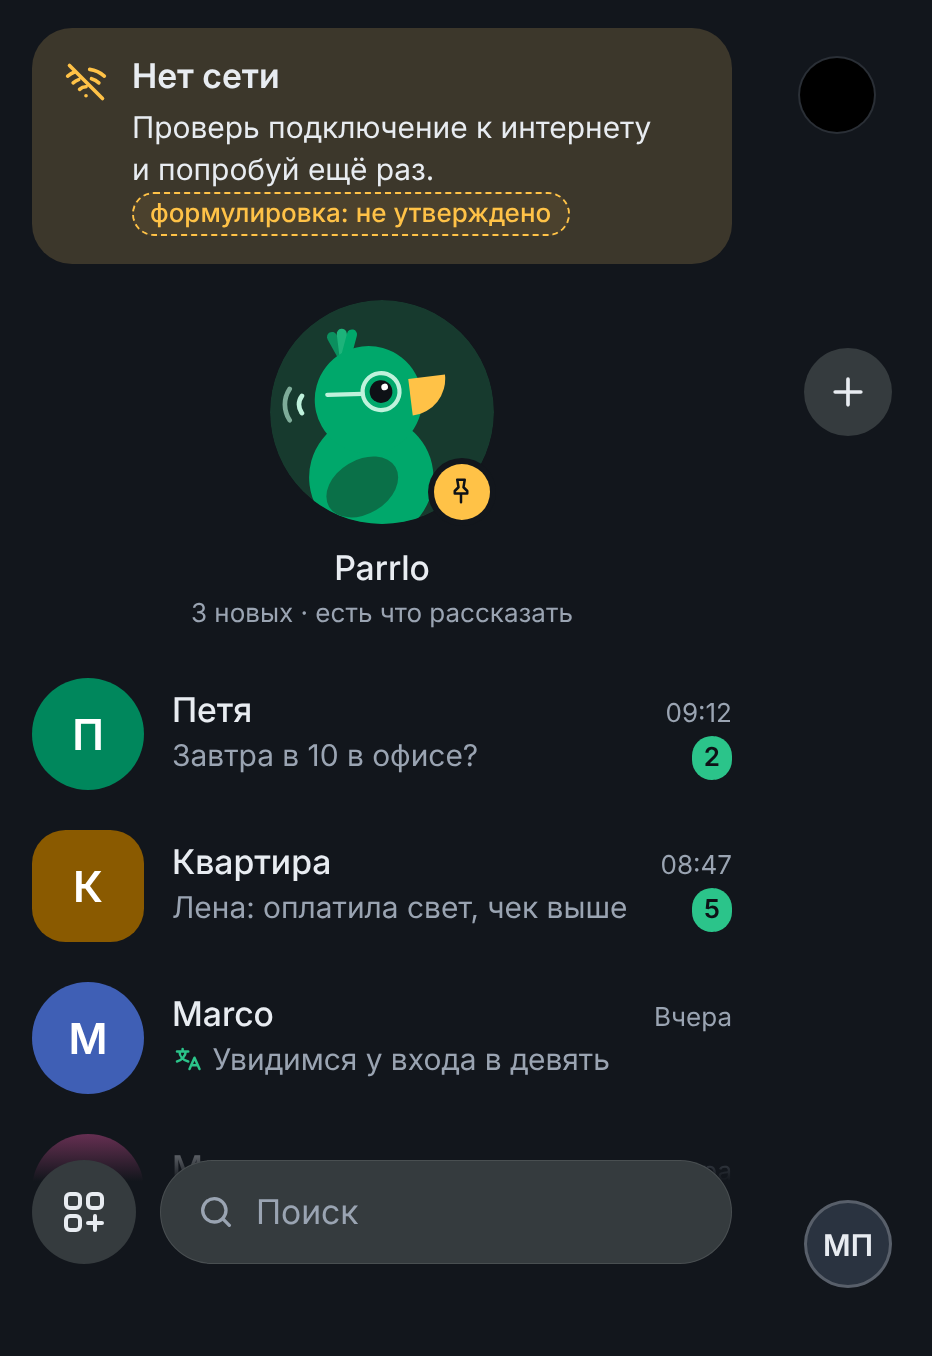 Нет сети
Проверь подключение к интернету
и попробуй ещё раз.
формулировка: не утверждено
Parrlo
3 новых · есть что рассказать
П
Петя
09:12
Завтра в 10 в офисе?
2
К
Квартира
08:47
Лена: оплатила свет, чек выше
5
M
Marco
Вчера
Увидимся у входа в девять
Поиск
МП